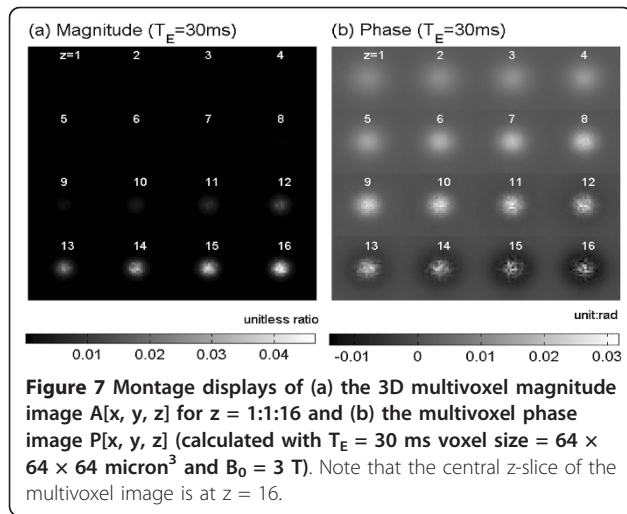 (a) Magnitude (T_E=30ms)
z=1 2 3 4
5 6 7 8
9 10 11 12
13 14 15 16
unitless ratio
0.01 0.02 0.03 0.04
(b) Phase (T_E=30ms)
1 2 3 4
5 6 7 8
9 10 11 12
13 14 15 16
unit:rad
-0.01 0 0.01 0.02 0.03
Figure 7 Montage displays of (a) the 3D multivoxel magnitude
image A[x, y, z] for z = 1:1:16 and (b) the multivoxel phase
image P[x, y, z] (calculated with T_E = 30 ms voxel size = 64 ×
64 × 64 micron³ and B₀ = 3 T). Note that the central z-slice of the
multivoxel image is at z = 16.